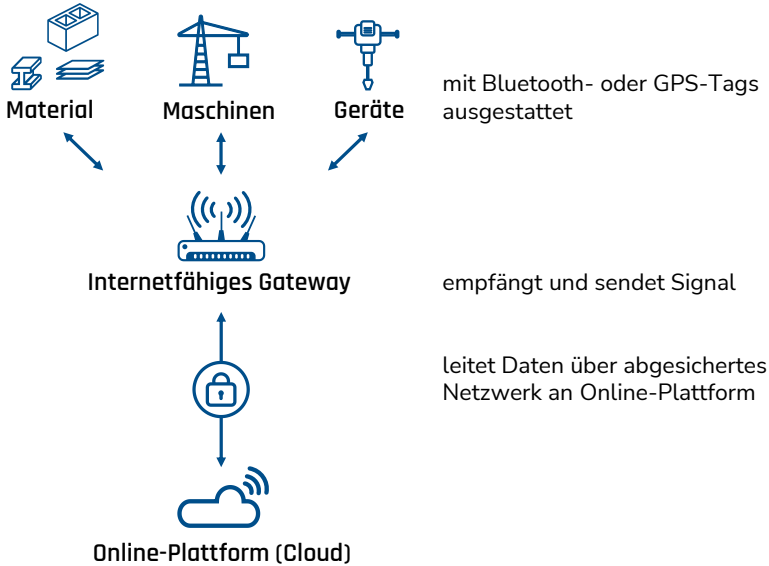 Material
Maschinen
Geräte
mit Bluetooth- oder GPS-Tags
ausgestattet
Internetfähiges Gateway
empfängt und sendet Signal
leitet Daten über abgesichertes
Netzwerk an Online-Plattform
Online-Plattform (Cloud)